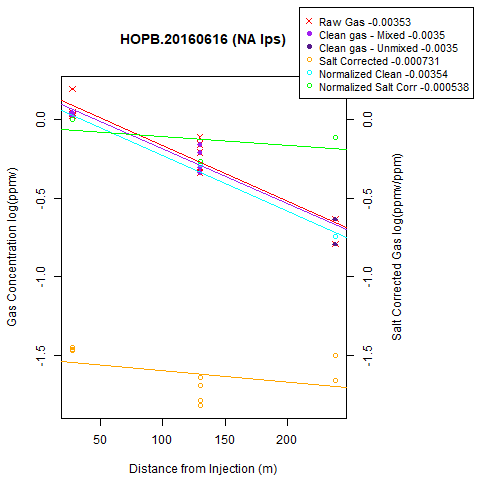 HOPB.20160616 (NA lps)
Raw Gas -0.00353
Clean gas - Mixed -0.0035
Clean gas - Unmixed -0.0035
Salt Corrected -0.000731
Normalized Clean -0.00354
Normalized Salt Corr -0.000538
Gas Concentration log(ppmv)
0.0
-0.5
-1.0
-1.5
0.0
-0.5
-1.0
-1.5
Salt Corrected Gas log(ppmv/ppm)
50 100 150 200
Distance from Injection (m)